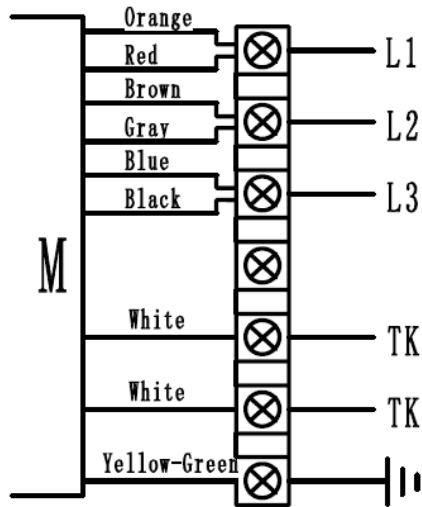 Orange
Red
L1
Brown
Gray
L2
Blue
Black
L3
M
White
TK
White
TK
Yellow-Green